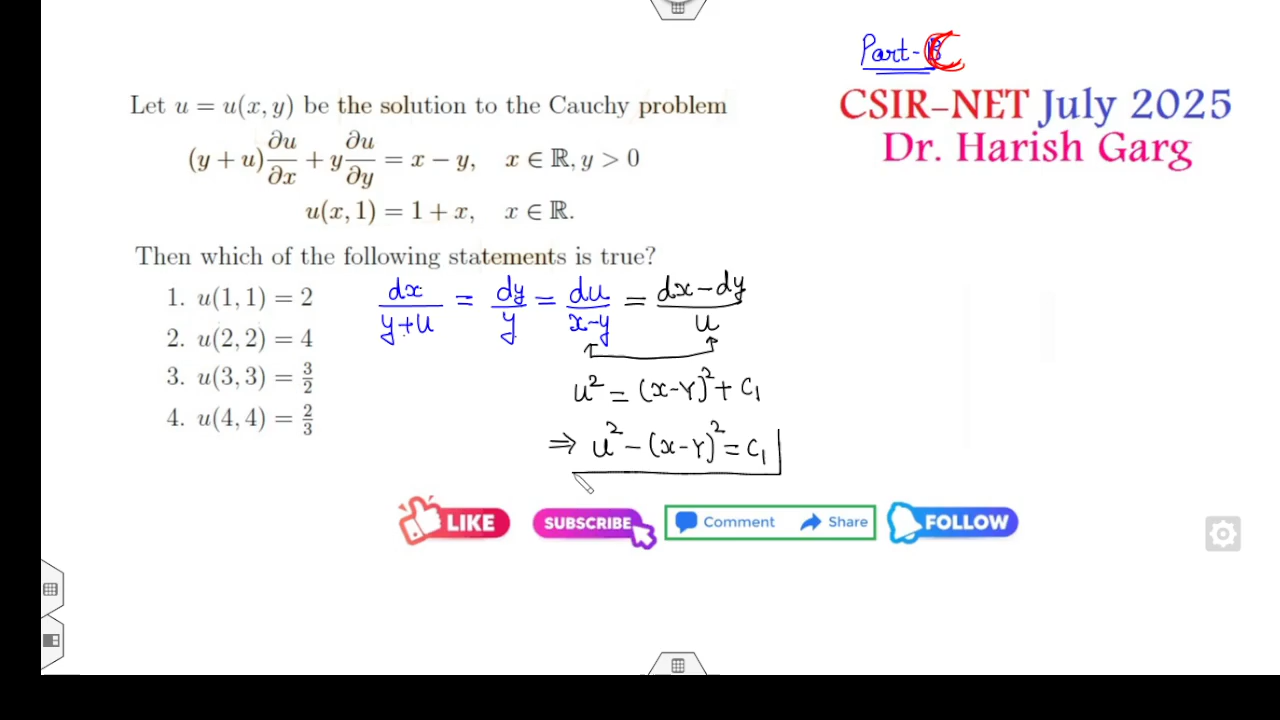 Part-C
CSIR-NET July 2025
Dr. Harish Garg
Let u = u(x, y) be the solution to the Cauchy problem
(y + u) ∂u/∂x + y ∂u/∂y = x − y, x ∈ ℝ, y > 0
u(x, 1) = 1 + x, x ∈ ℝ.
Then which of the following statements is true?
1. u(1, 1) = 2
2. u(2, 2) = 4
3. u(3, 3) = 3/2
4. u(4, 4) = 2/3
dx/(y+u) = dy/y = du/(x-y) = (dx-dy)/u
u² = (x-y)² + c₁
⇒ u² - (x-y)² = c₁
LIKE
SUBSCRIBE
Comment
Share
FOLLOW